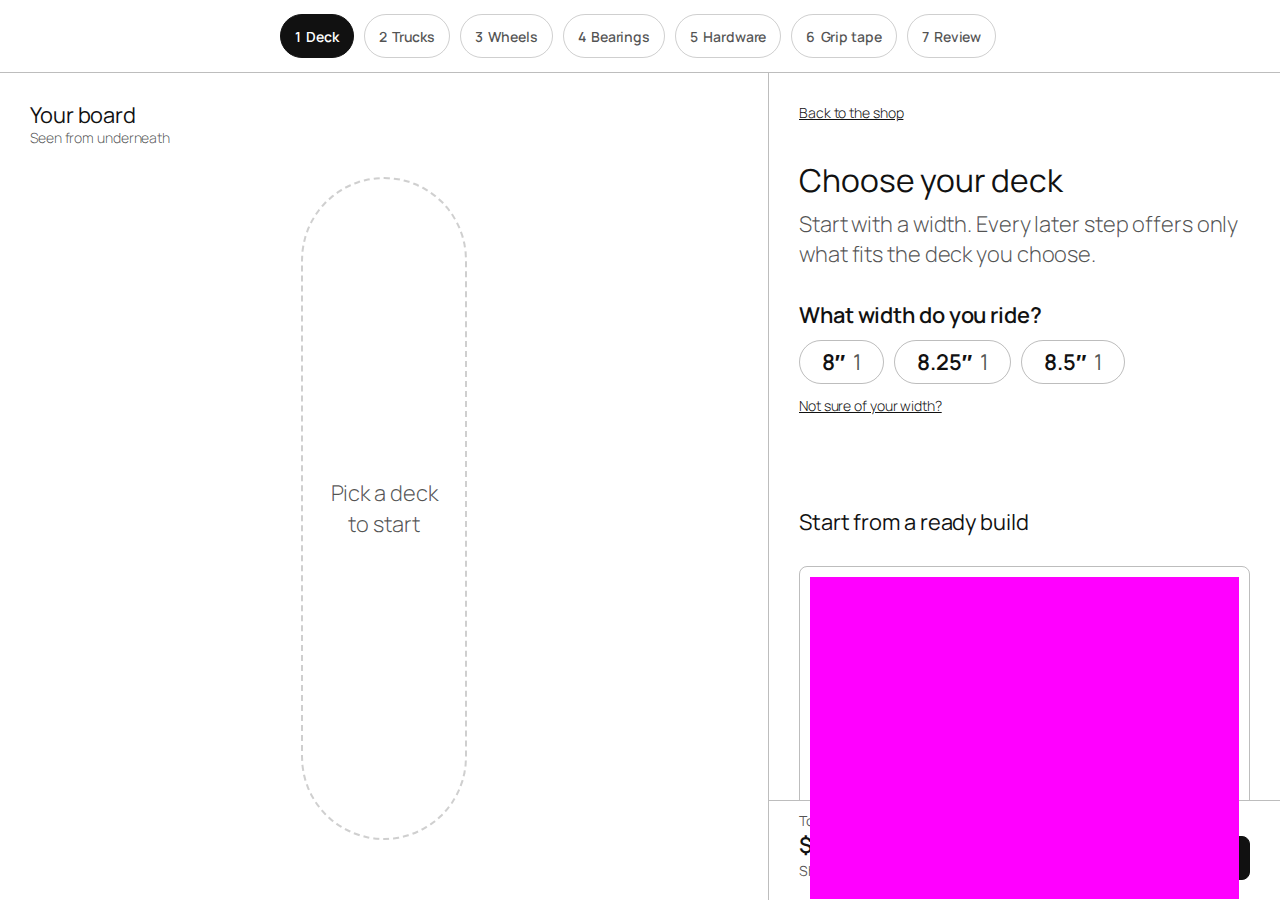 1 Deck
2 Trucks
3 Wheels
4 Bearings
5 Hardware
6 Grip tape
7 Review
Your board
Seen from underneath
Pick a deck
to start
Back to the shop
Choose your deck
Start with a width. Every later step offers only
what fits the deck you choose.
What width do you ride?
8″ 1
8.25″ 1
8.5″ 1
Not sure of your width?
Start from a ready build
$